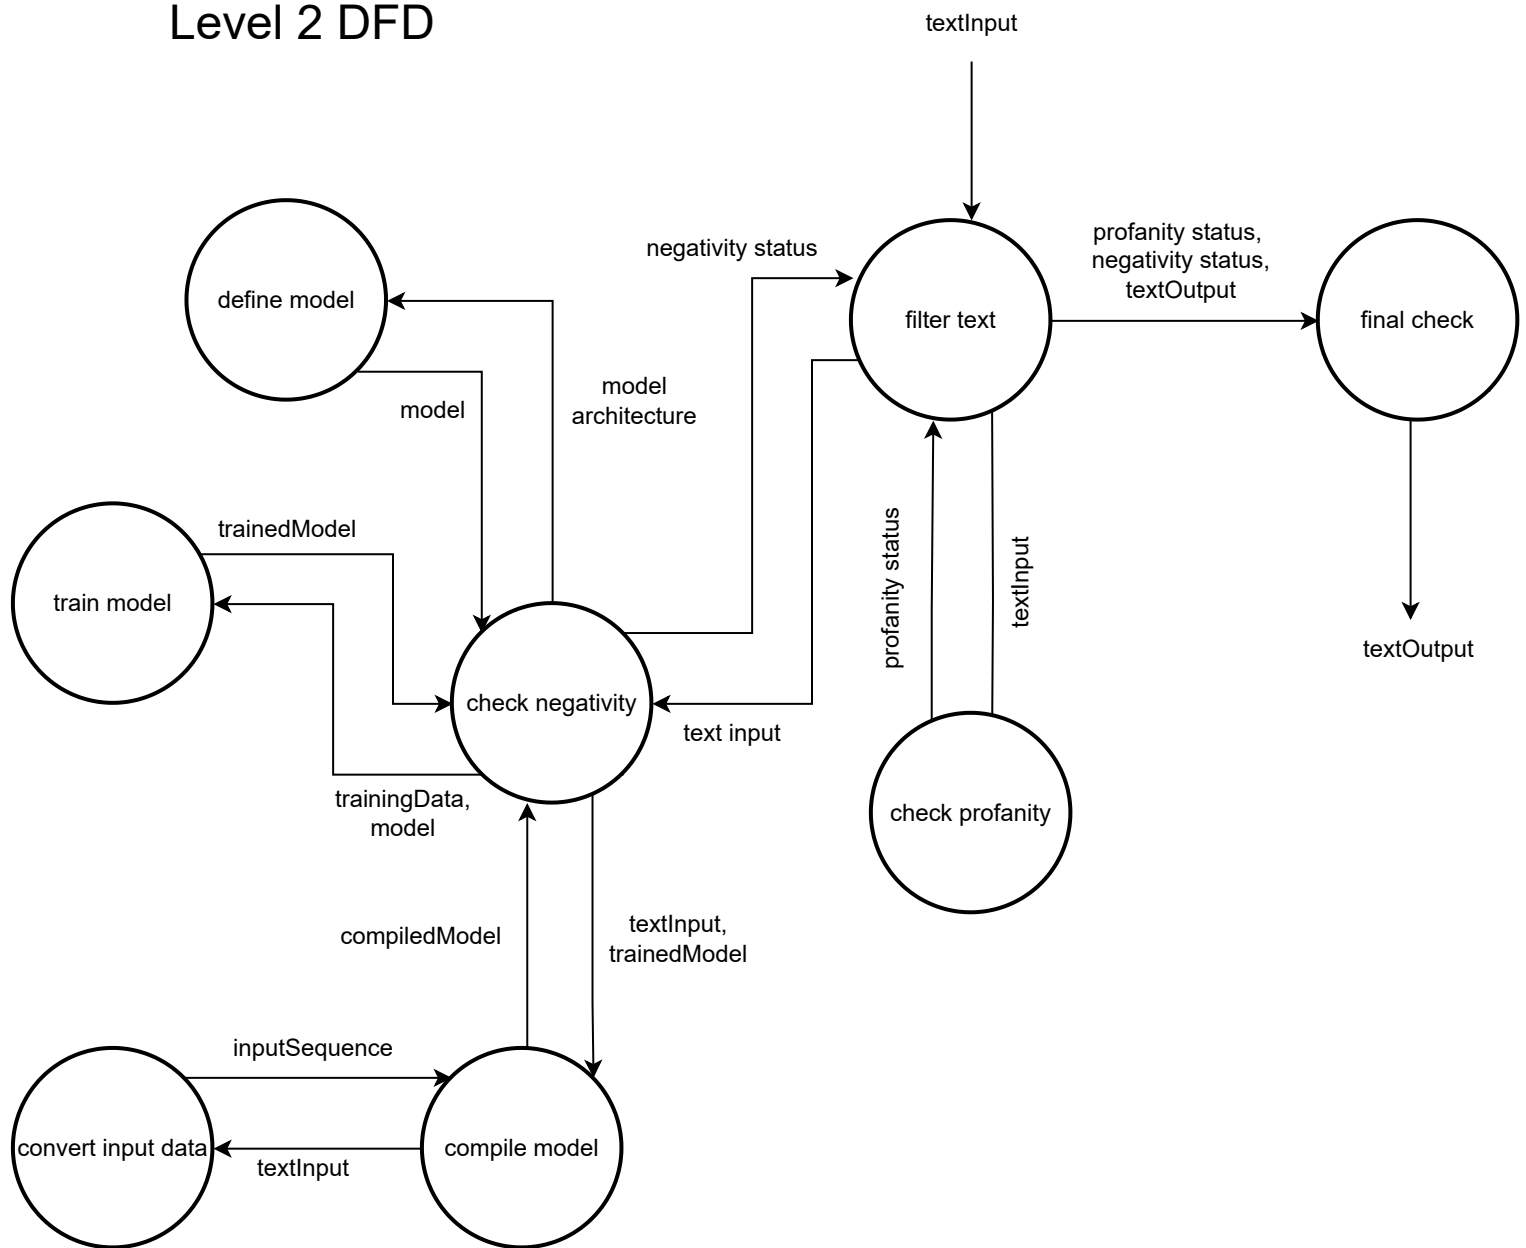 Level 2 DFD
textInput
profanity status,
negativity status,
textOutput
negativity status
define model
filter text
final check
model
architecture
model
trainedModel
profanity status
textInput
train model
textOutput
check negativity
text input
trainingData,
model
check profanity
compiledModel
textInput,
trainedModel
inputSequence
convert input data
compile model
textInput